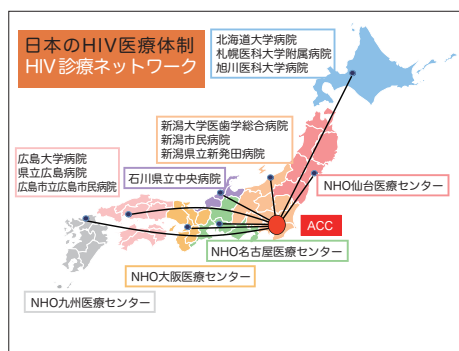 日本のHIV医療体制
HIV診療ネットワーク
北海道大学病院
札幌医科大学附属病院
旭川医科大学病院
新潟大学医歯学総合病院
新潟市民病院
新潟県立新発田病院
広島大学病院
県立広島病院
広島市立広島市民病院
石川県立中央病院
NHO仙台医療センター
ACC
NHO名古屋医療センター
NHO大阪医療センター
NHO九州医療センター